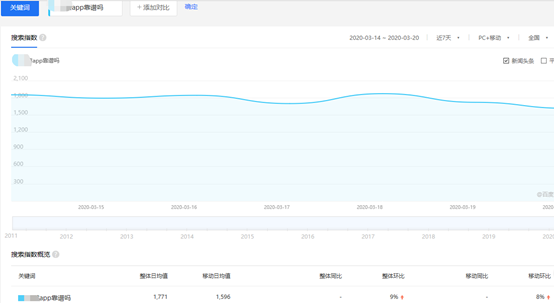 关键词 app靠谱吗 + 添加对比 确定
搜索指数 ? 2020-03-14 ~ 2020-03-20 近7天 PC+移动 全国
app靠谱吗 新闻头条 平
2,100
1,800
1,500
1,200
900
600
300
@百度
2020-03-15 2020-03-16 2020-03-17 2020-03-18 2020-03-19 2020
2011 2012 2013 2014 2015 2016 2017 2018 2019 2020
搜索指数概览 ?
关键词 整体日均值 移动日均值 整体同比 整体环比 移动同比 移动环比
app靠谱吗 1,771 1,596 - 9% - 8%